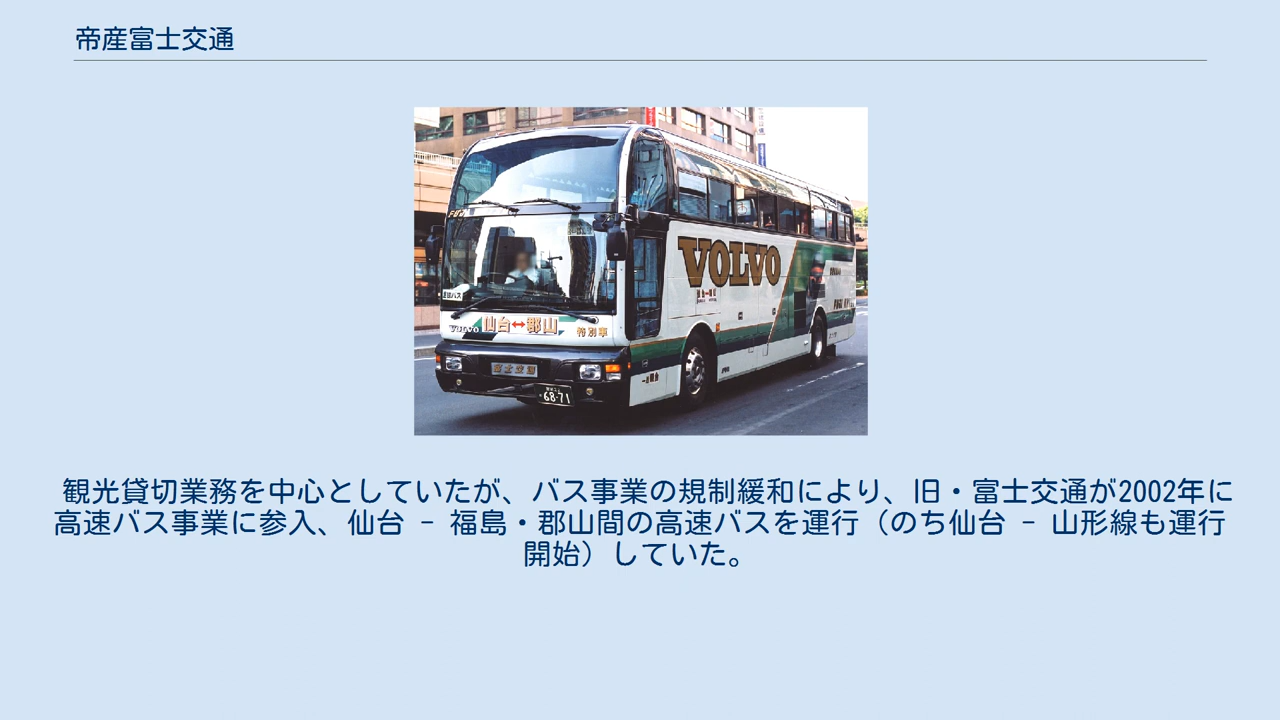 帝産富士交通
VOLVO
VOLVO
仙台↔郡山
特別車
富士交通
68-71
観光貸切業務を中心としていたが、バス事業の規制緩和により、旧・富士交通が2002年に
高速バス事業に参入、仙台 - 福島・郡山間の高速バスを運行（のち仙台 - 山形線も運行
開始）していた。